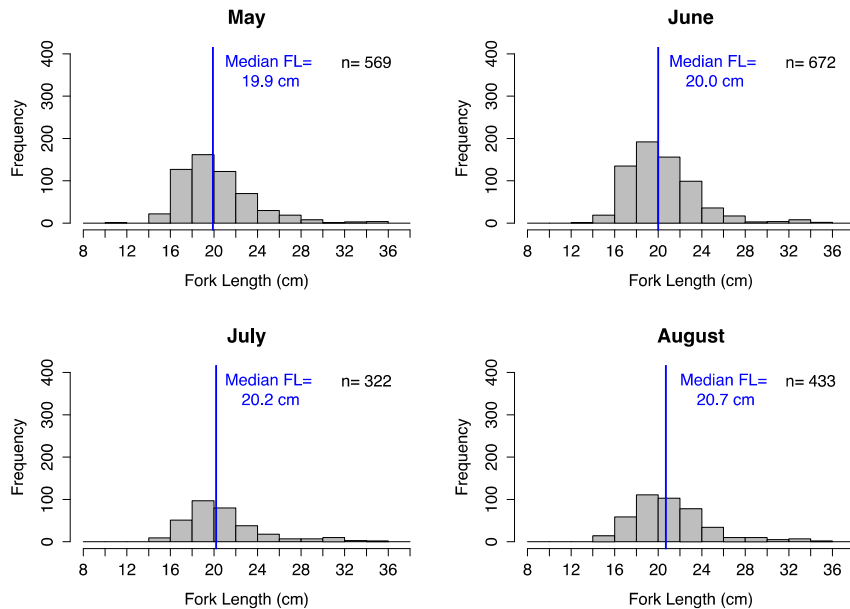 May
Median FL=
19.9 cm
n= 569
Frequency
0 100 200 300 400
8 12 16 20 24 28 32 36
Fork Length (cm)
June
Median FL=
20.0 cm
n= 672
Frequency
0 100 200 300 400
8 12 16 20 24 28 32 36
Fork Length (cm)
July
Median FL=
20.2 cm
n= 322
Frequency
0 100 200 300 400
8 12 16 20 24 28 32 36
Fork Length (cm)
August
Median FL=
20.7 cm
n= 433
Frequency
0 100 200 300 400
8 12 16 20 24 28 32 36
Fork Length (cm)